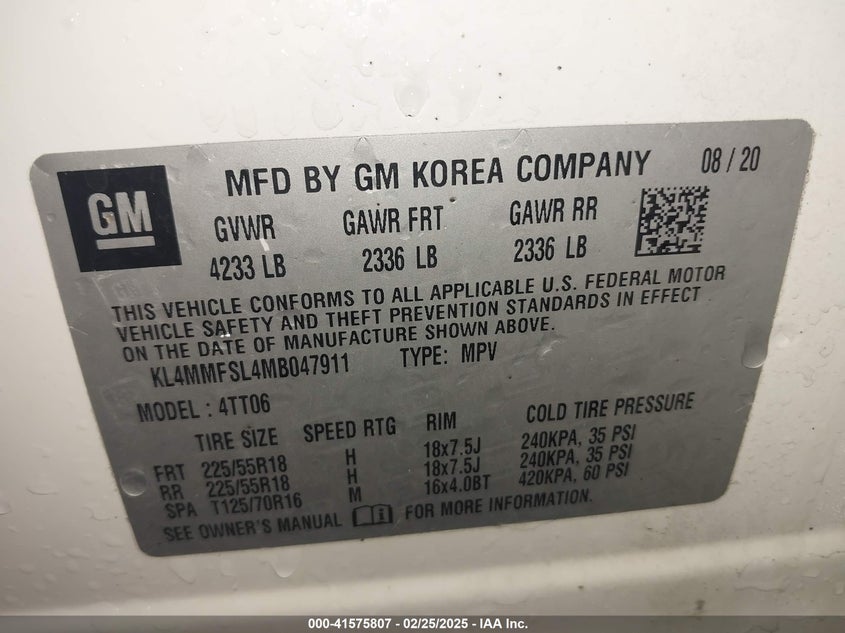 GM
MFD BY GM KOREA COMPANY 08 / 20
GVWR GAWR FRT GAWR RR
4233 LB 2336 LB 2336 LB
THIS VEHICLE CONFORMS TO ALL APPLICABLE U.S. FEDERAL MOTOR
VEHICLE SAFETY AND THEFT PREVENTION STANDARDS IN EFFECT
ON THE DATE OF MANUFACTURE SHOWN ABOVE.
KL4MMFSL4MB047911 TYPE: MPV
MODEL : 4TT06
TIRE SIZE SPEED RTG RIM COLD TIRE PRESSURE
FRT 225/55R18 H 18x7.5J 240KPA, 35 PSI
RR 225/55R18 H 18x7.5J 240KPA, 35 PSI
SPA T125/70R16 M 16x4.0BT 420KPA, 60 PSI
SEE OWNER'S MANUAL FOR MORE INFORMATION.
000-41575807 - 02/25/2025 - IAA Inc.